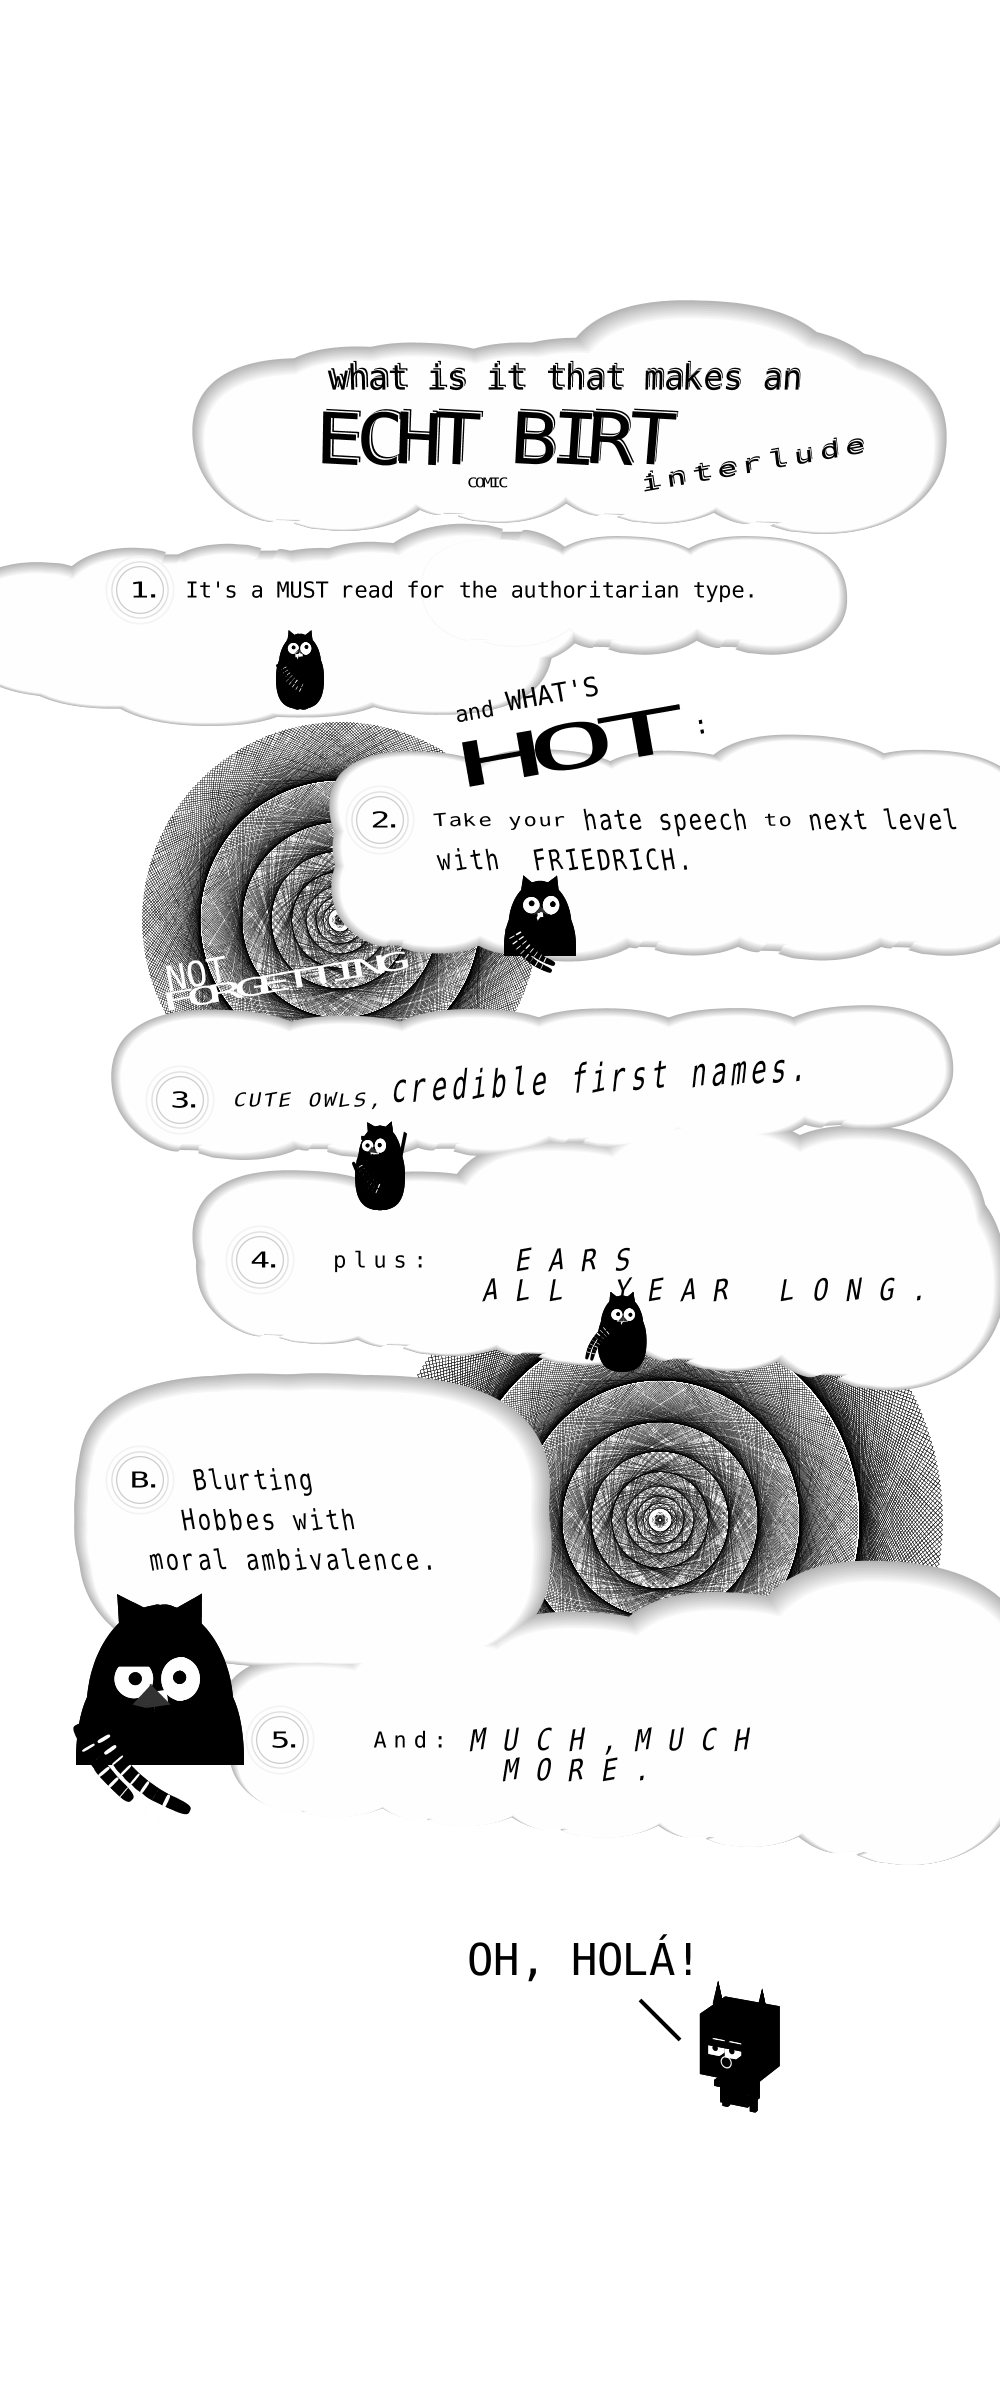 what is it that makes an
ECHT BIRT
COMIC
interlude
1. It's a MUST read for the authoritarian type.
and WHAT'S
HOT :
2. Take your hate speech to next level
with FRIEDRICH.
NOT
FORGETTING
3. CUTE OWLS, credible first names.
4. plus: EARS
ALL YEAR LONG.
B. Blurting
Hobbes with
moral ambivalence.
5. And: MUCH, MUCH
MORE.
OH, HOLÁ!